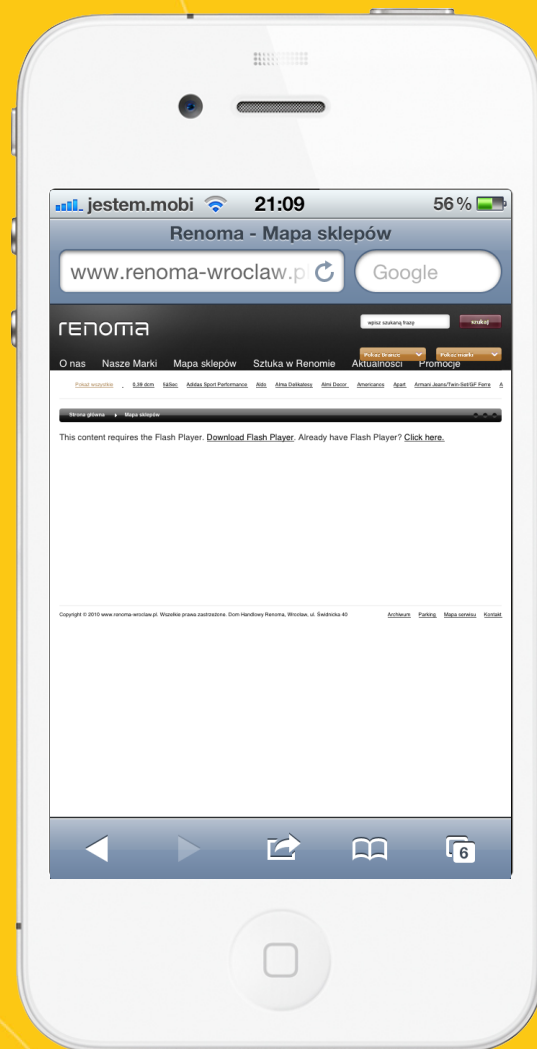 jestem.mobi 21:09 56 %
Renoma - Mapa sklepów
www.renoma-wroclaw.p Google
renoma wpisz szukaną frazę szukaj
Pokaż branże Pokaż marki
O nas Nasze Marki Mapa sklepów Sztuka w Renomie Aktualności Promocje
Pokaż wszystkie . 5,39 dcm 5ÀSec Adidas Sport Performance Aldo Alma Delikatesy Almi Decor Americanos Apart Armani Jeans/Twin-Set/GF Ferre A
Strona główna Mapa sklepów
This content requires the Flash Player. Download Flash Player. Already have Flash Player? Click here.
Copyright © 2010 www.renoma-wroclaw.pl. Wszelkie prawa zastrzeżone. Dom Handlowy Renoma, Wrocław, ul. Świdnicka 40 Archiwum Parking Mapa serwisu Kontakt
6